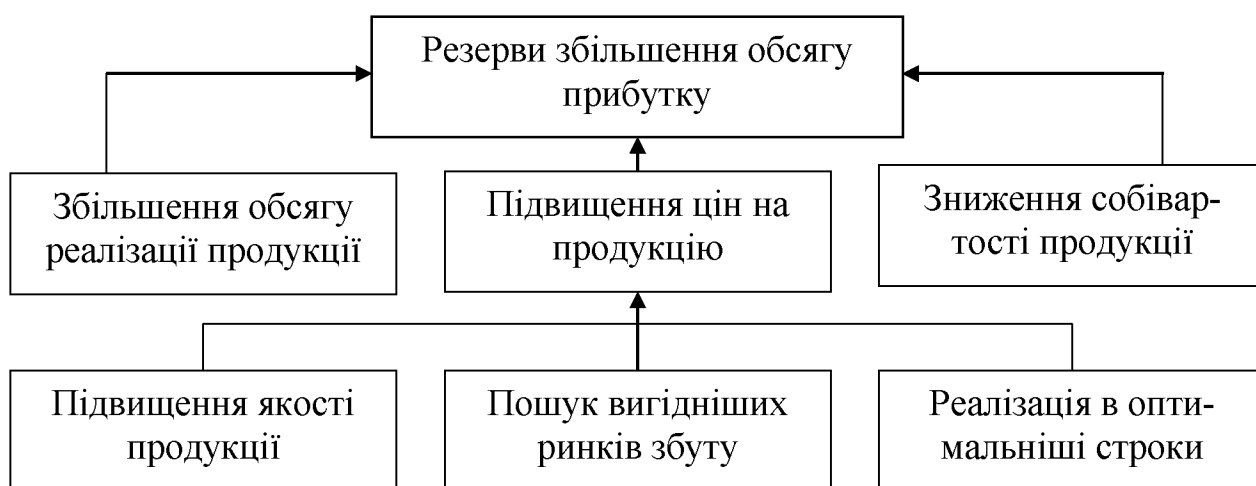 Резерви збільшення обсягу
прибутку
Збільшення обсягу
реалізації продукції
Підвищення цін на
продукцію
Зниження собівар-
тості продукції
Підвищення якості
продукції
Пошук вигідніших
ринків збуту
Реалізація в опти-
мальніші строки